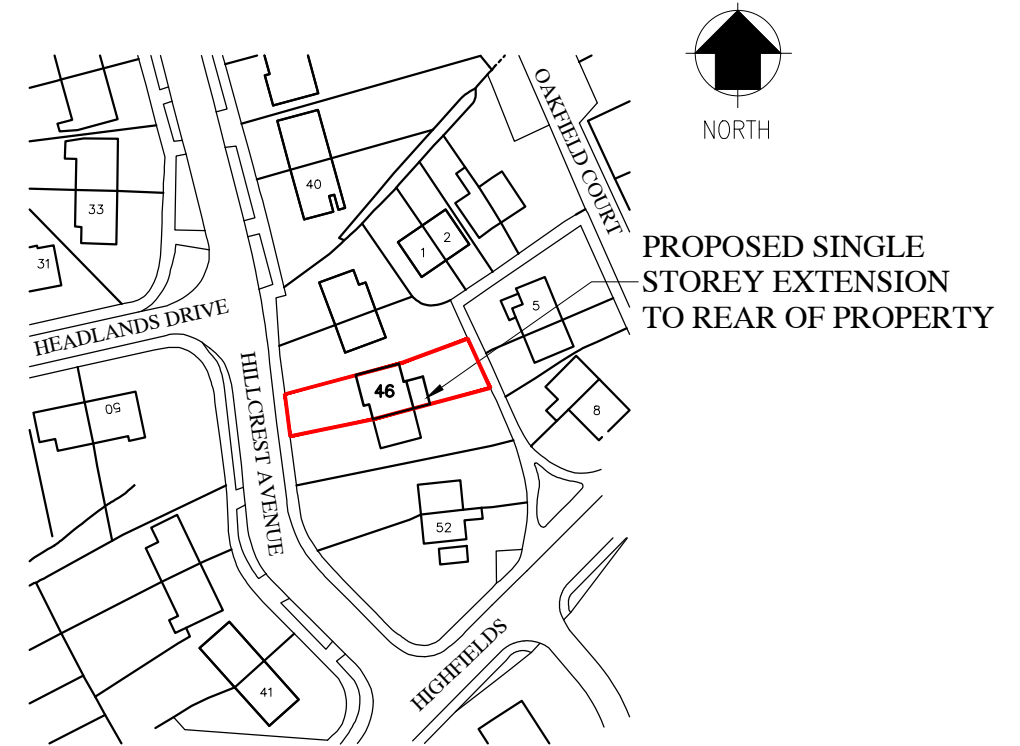 NORTH
OAKFIELD COURT
40
33
31
1
2
PROPOSED SINGLE
STOREY EXTENSION
TO REAR OF PROPERTY
5
HEADLANDS DRIVE
HILLCREST AVENUE
46
50
8
52
HIGHFIELDS
41